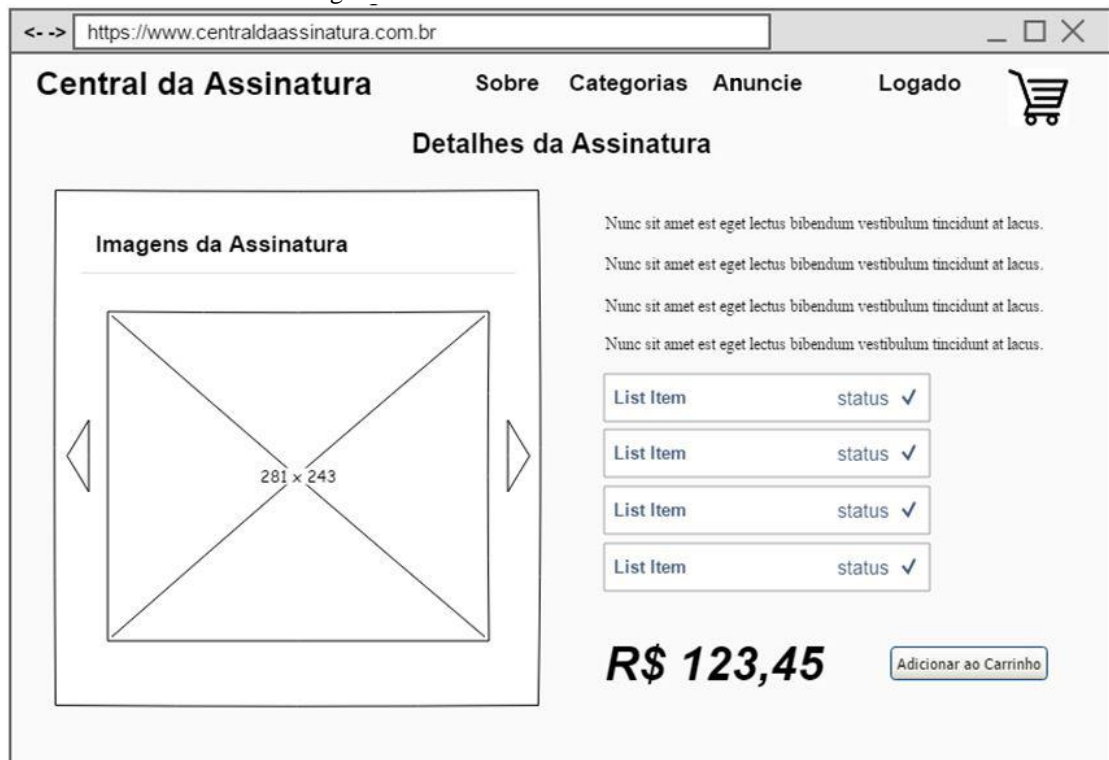 <- ->
https://www.centraldaassinatura.com.br
Central da Assinatura
Sobre
Categorias
Anuncie
Logado
Detalhes da Assinatura
Imagens da Assinatura
281 x 243
Nunc sit amet est eget lectus bibendum vestibulum tincidunt at lacus.
Nunc sit amet est eget lectus bibendum vestibulum tincidunt at lacus.
Nunc sit amet est eget lectus bibendum vestibulum tincidunt at lacus.
Nunc sit amet est eget lectus bibendum vestibulum tincidunt at lacus.
List Item status ✓
List Item status ✓
List Item status ✓
List Item status ✓
R$ 123,45
Adicionar ao Carrinho